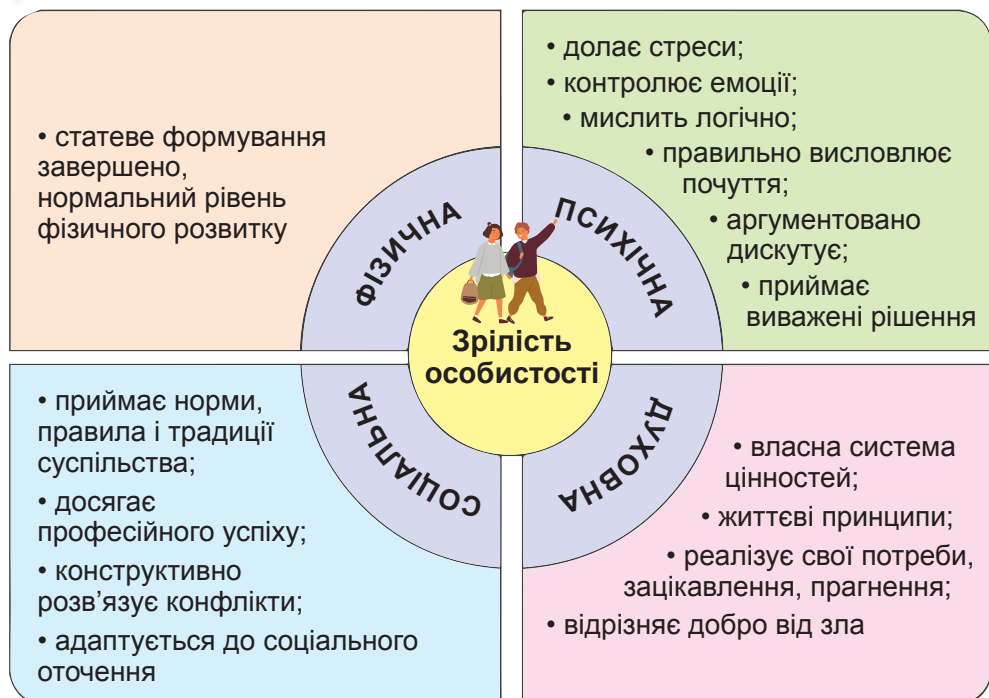 • статеве формування
завершено,
нормальний рівень
фізичного розвитку
ФІЗИЧНА
• долає стреси;
• контролює емоції;
• мислить логічно;
• правильно висловлює
почуття;
• аргументовано
дискутує;
• приймає
виважені рішення
ПСИХІЧНА
Зрілість
особистості
• приймає норми,
правила і традиції
суспільства;
• досягає
професійного успіху;
• конструктивно
розв’язує конфлікти;
• адаптується до соціального
оточення
СОЦІАЛЬНА
• власна система
цінностей;
• життєві принципи;
• реалізує свої потреби,
зацікавлення, прагнення;
• відрізняє добро від зла
ДУХОВНА